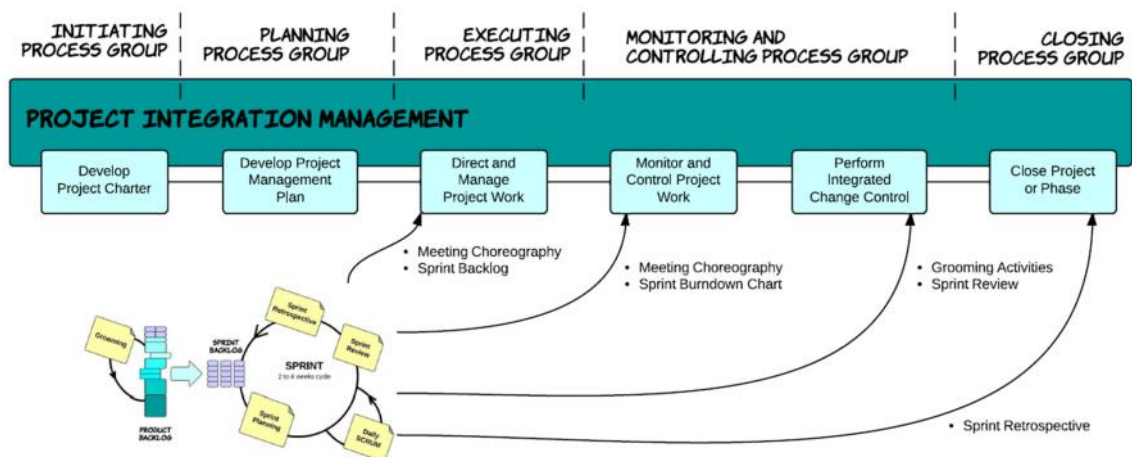 INITIATING
PROCESS GROUP
PLANNING
PROCESS GROUP
EXECUTING
PROCESS GROUP
MONITORING AND
CONTROLLING PROCESS GROUP
CLOSING
PROCESS GROUP
PROJECT INTEGRATION MANAGEMENT
Develop
Project Charter
Develop Project
Management
Plan
Direct and
Manage
Project Work
Monitor and
Control Project
Work
Perform
Integrated
Change Control
Close Project
or Phase
• Meeting Choreography
• Sprint Backlog
• Meeting Choreography
• Sprint Burndown Chart
• Grooming Activities
• Sprint Review
• Sprint Retrospective
Grooming
PRODUCT
BACKLOG
SPRINT
BACKLOG
Sprint
Retrospective
Sprint
Review
SPRINT
2 to 4 weeks cycle
Sprint
Planning
Daily
SCRUM